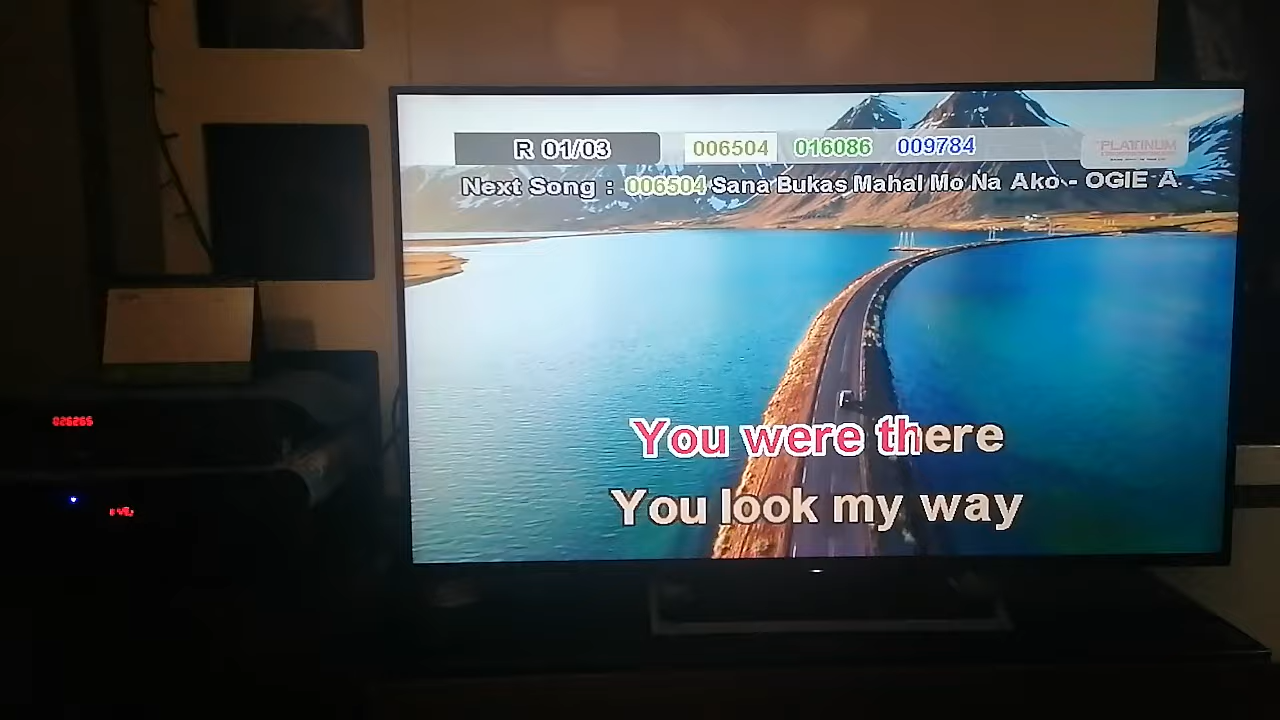 R 01/03 006504 016086 009784 PLATINUM
Next Song : 006504 Sana Bukas Mahal Mo Na Ako - OGIE A
You were there
You look my way
026265